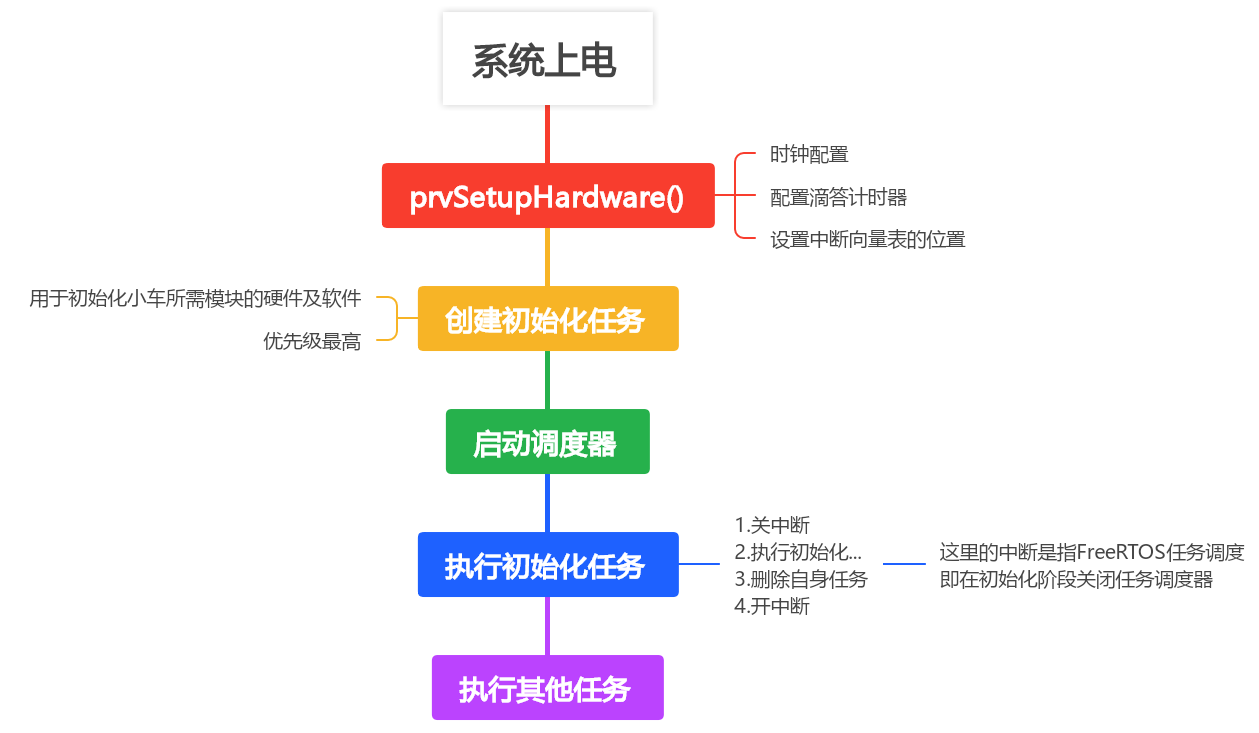 系统上电
prvSetupHardware()
时钟配置
配置滴答计时器
设置中断向量表的位置
用于初始化小车所需模块的硬件及软件
优先级最高
创建初始化任务
启动调度器
执行初始化任务
1.关中断
2.执行初始化...
3.删除自身任务
4.开中断
这里的中断是指FreeRTOS任务调度
即在初始化阶段关闭任务调度器
执行其他任务